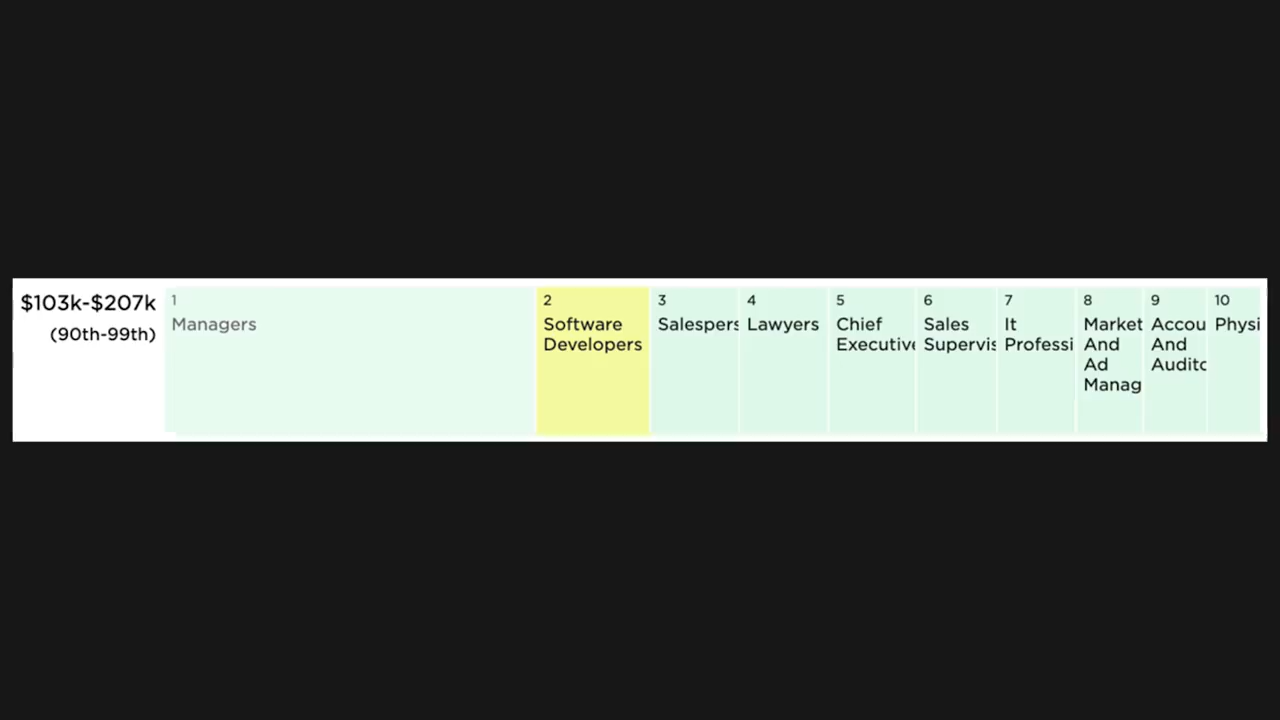 $103k-$207k
(90th-99th)
1
Managers
2
Software
Developers
3
Salespers
4
Lawyers
5
Chief
Executive
6
Sales
Supervis
7
It
Professi
8
Market
And
Ad
Manag
9
Accou
And
Audito
10
Physi